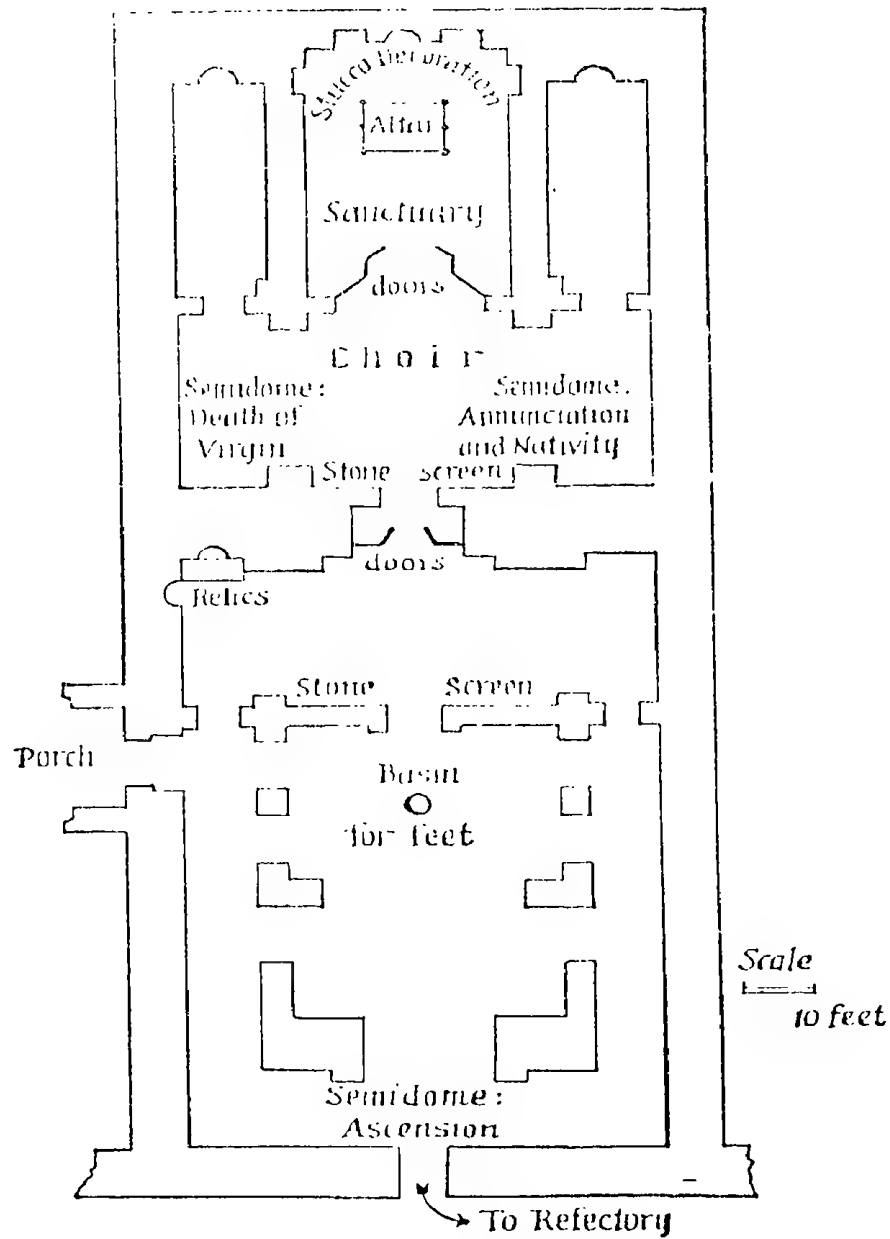 Stucco Decoration
Altar
Sanctuary
doors
Choir
Semidome:
Death of
Virgin
Semidome:
Annunciation
and Nativity
Stone screen
doors
Relics
Stone Screen
Porch
Basin
for feet
Scale
10 feet
Semidome:
Ascension
To Refectory